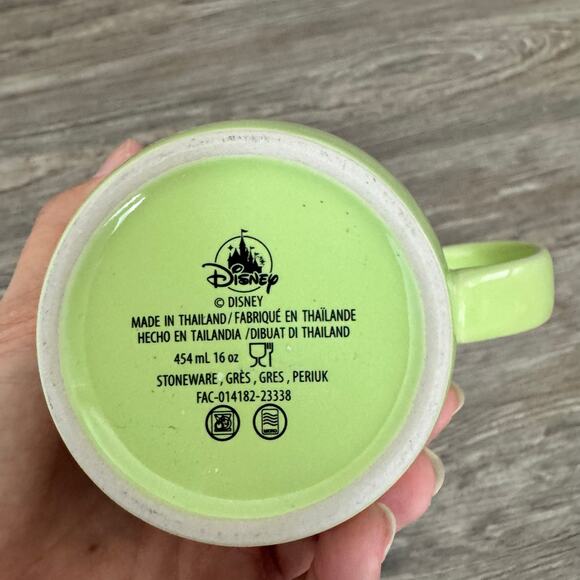 Disney
© DISNEY
MADE IN THAILAND/FABRIQUÉ EN THAÏLANDE
HECHO EN TAILANDIA /DIBUAT DI THAILAND
454 mL 16 oz
STONEWARE , GRÈS , GRES , PERIUK
FAC-014182-23338